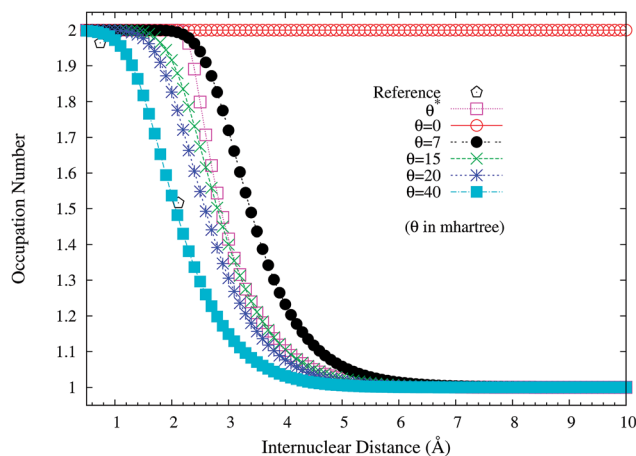 2
1.9
1.8
1.7
1.6
1.5
1.4
1.3
1.2
1.1
1
Occupation Number
Reference
θ*
θ=0
θ=7
θ=15
θ=20
θ=40
(θ in mhartree)
1 2 3 4 5 6 7 8 9 10
Internuclear Distance (Å)